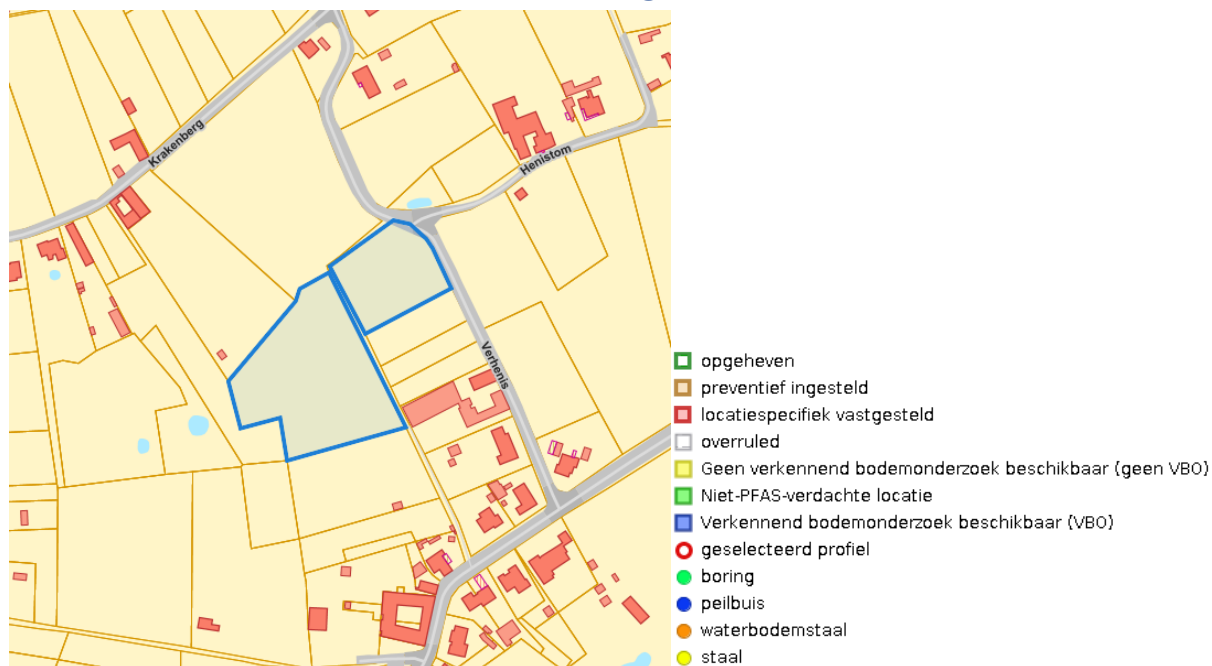 Krakenberg
Henistom
Verhenis
opgeheven
preventief ingesteld
locatiespecifiek vastgesteld
overruled
Geen verkennend bodemonderzoek beschikbaar (geen VBO)
Niet-PFAS-verdachte locatie
Verkennend bodemonderzoek beschikbaar (VBO)
geselecteerd profiel
boring
peilbuis
waterbodemstaal
staal